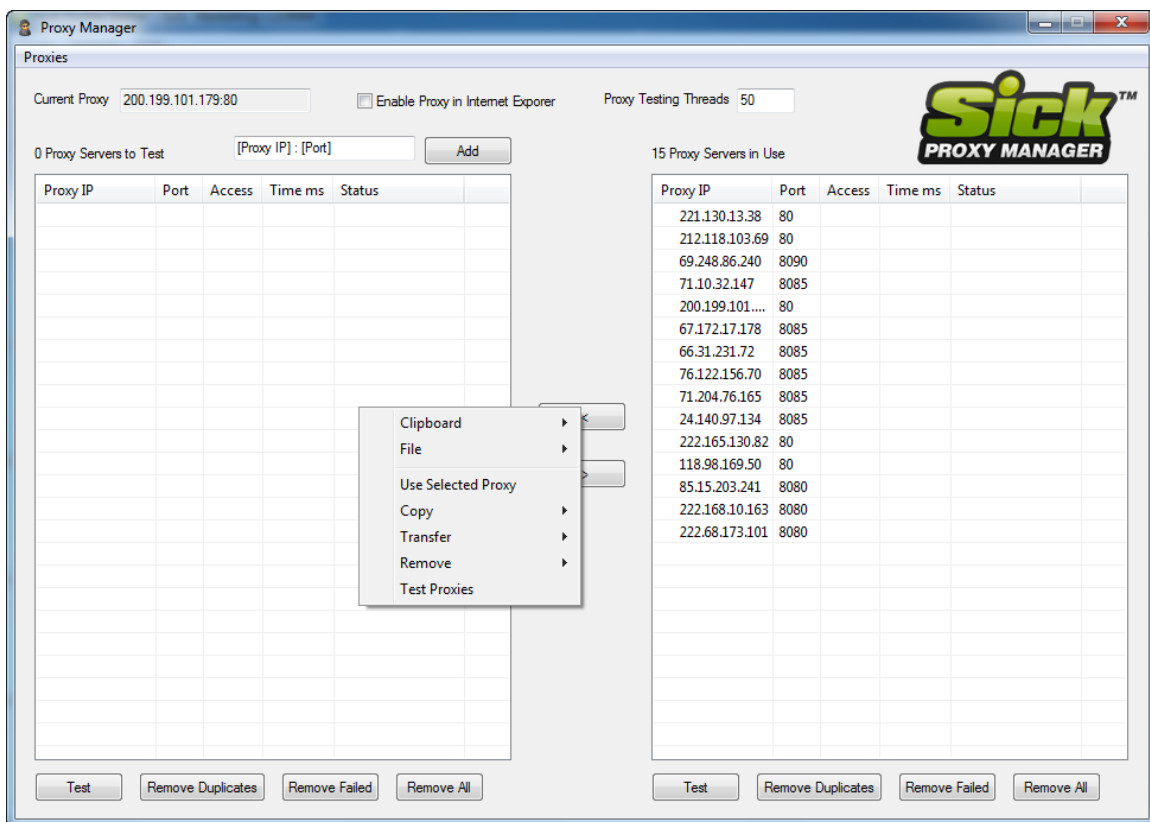 Proxy Manager
Proxies
Current Proxy 200.199.101.179:80 Enable Proxy in Internet Exporer Proxy Testing Threads 50
Sick TM
PROXY MANAGER
0 Proxy Servers to Test [Proxy IP] : [Port] Add 15 Proxy Servers in Use
Proxy IP Port Access Time ms Status Proxy IP Port Access Time ms Status
221.130.13.38 80
212.118.103.69 80
69.248.86.240 8090
71.10.32.147 8085
200.199.101.... 80
67.172.17.178 8085
66.31.231.72 8085
76.122.156.70 8085
71.204.76.165 8085
24.140.97.134 8085
222.165.130.82 80
118.98.169.50 80
85.15.203.241 8080
222.168.10.163 8080
222.68.173.101 8080
<
>
Clipboard
File
Use Selected Proxy
Copy
Transfer
Remove
Test Proxies
Test Remove Duplicates Remove Failed Remove All Test Remove Duplicates Remove Failed Remove All